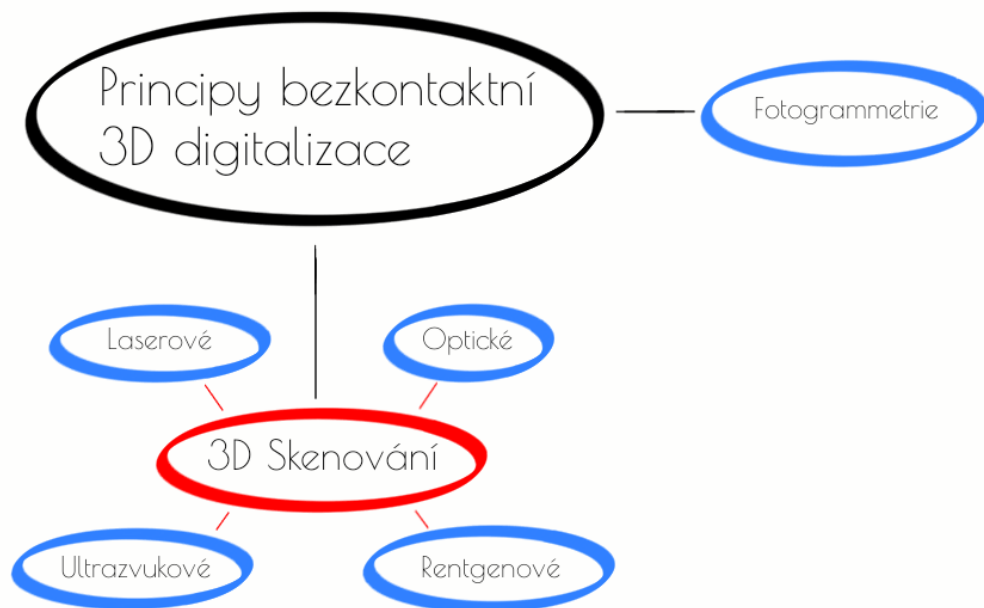 Principy bezkontaktní
3D digitalizace
Fotogrammetrie
Laserové
Optické
3D Skenování
Ultrazvukové
Rentgenové